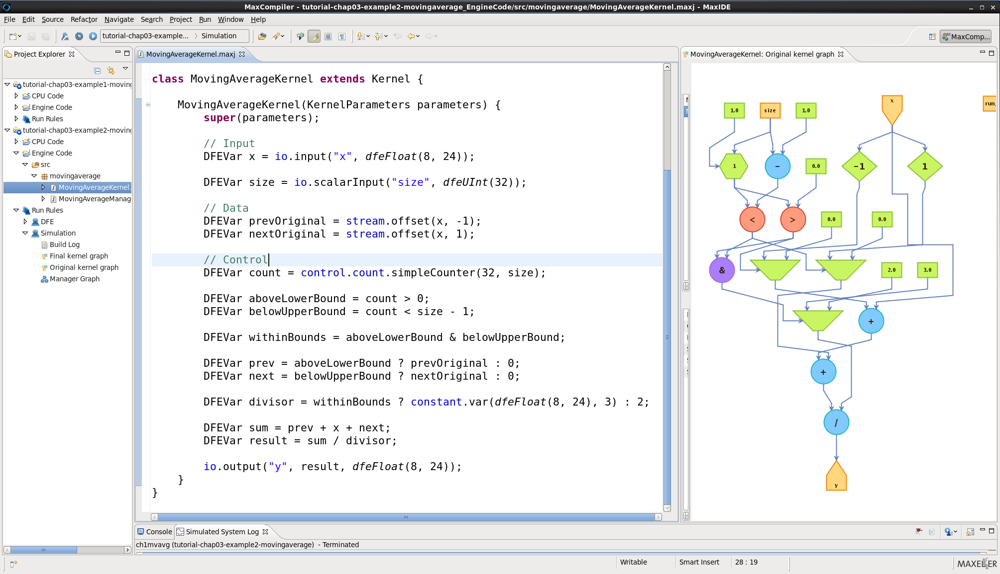 MaxCompiler - tutorial-chap03-example2-movingaverage_EngineCode/src/movingaverage/MovingAverageKernel.maxj - MaxIDE
File Edit Source Refactor Navigate Search Project Run Window Help
tutorial-chap03-example... Simulation
MaxComp...
Project Explorer
tutorial-chap03-example1-moving
CPU Code
Engine Code
Run Rules
tutorial-chap03-example2-moving
CPU Code
Engine Code
src
movingaverage
MovingAverageKernel.
MovingAverageManag
Run Rules
DFE
Simulation
Build Log
Final kernel graph
Original kernel graph
Manager Graph
MovingAverageKernel.maxj
class MovingAverageKernel extends Kernel {
MovingAverageKernel(KernelParameters parameters) {
super(parameters);
// Input
DFEVar x = io.input("x", dfeFloat(8, 24));
DFEVar size = io.scalarInput("size", dfeUInt(32));
// Data
DFEVar prevOriginal = stream.offset(x, -1);
DFEVar nextOriginal = stream.offset(x, 1);
// Control
DFEVar count = control.count.simpleCounter(32, size);
DFEVar aboveLowerBound = count > 0;
DFEVar belowUpperBound = count < size - 1;
DFEVar withinBounds = aboveLowerBound & belowUpperBound;
DFEVar prev = aboveLowerBound ? prevOriginal : 0;
DFEVar next = belowUpperBound ? nextOriginal : 0;
DFEVar divisor = withinBounds ? constant.var(dfeFloat(8, 24), 3) : 2;
DFEVar sum = prev + x + next;
DFEVar result = sum / divisor;
io.output("y", result, dfeFloat(8, 24));
}
}
MovingAverageKernel: Original kernel graph
x
run_
1.0 size 1.0
1 - 0.0 -1 1
< > 0.0 0.0
& 2.0 3.0
+
+
/
y
Console Simulated System Log
ch1mvavg (tutorial-chap03-example2-movingaverage) - Terminated
Writable Smart Insert 28 : 19
MAXELER